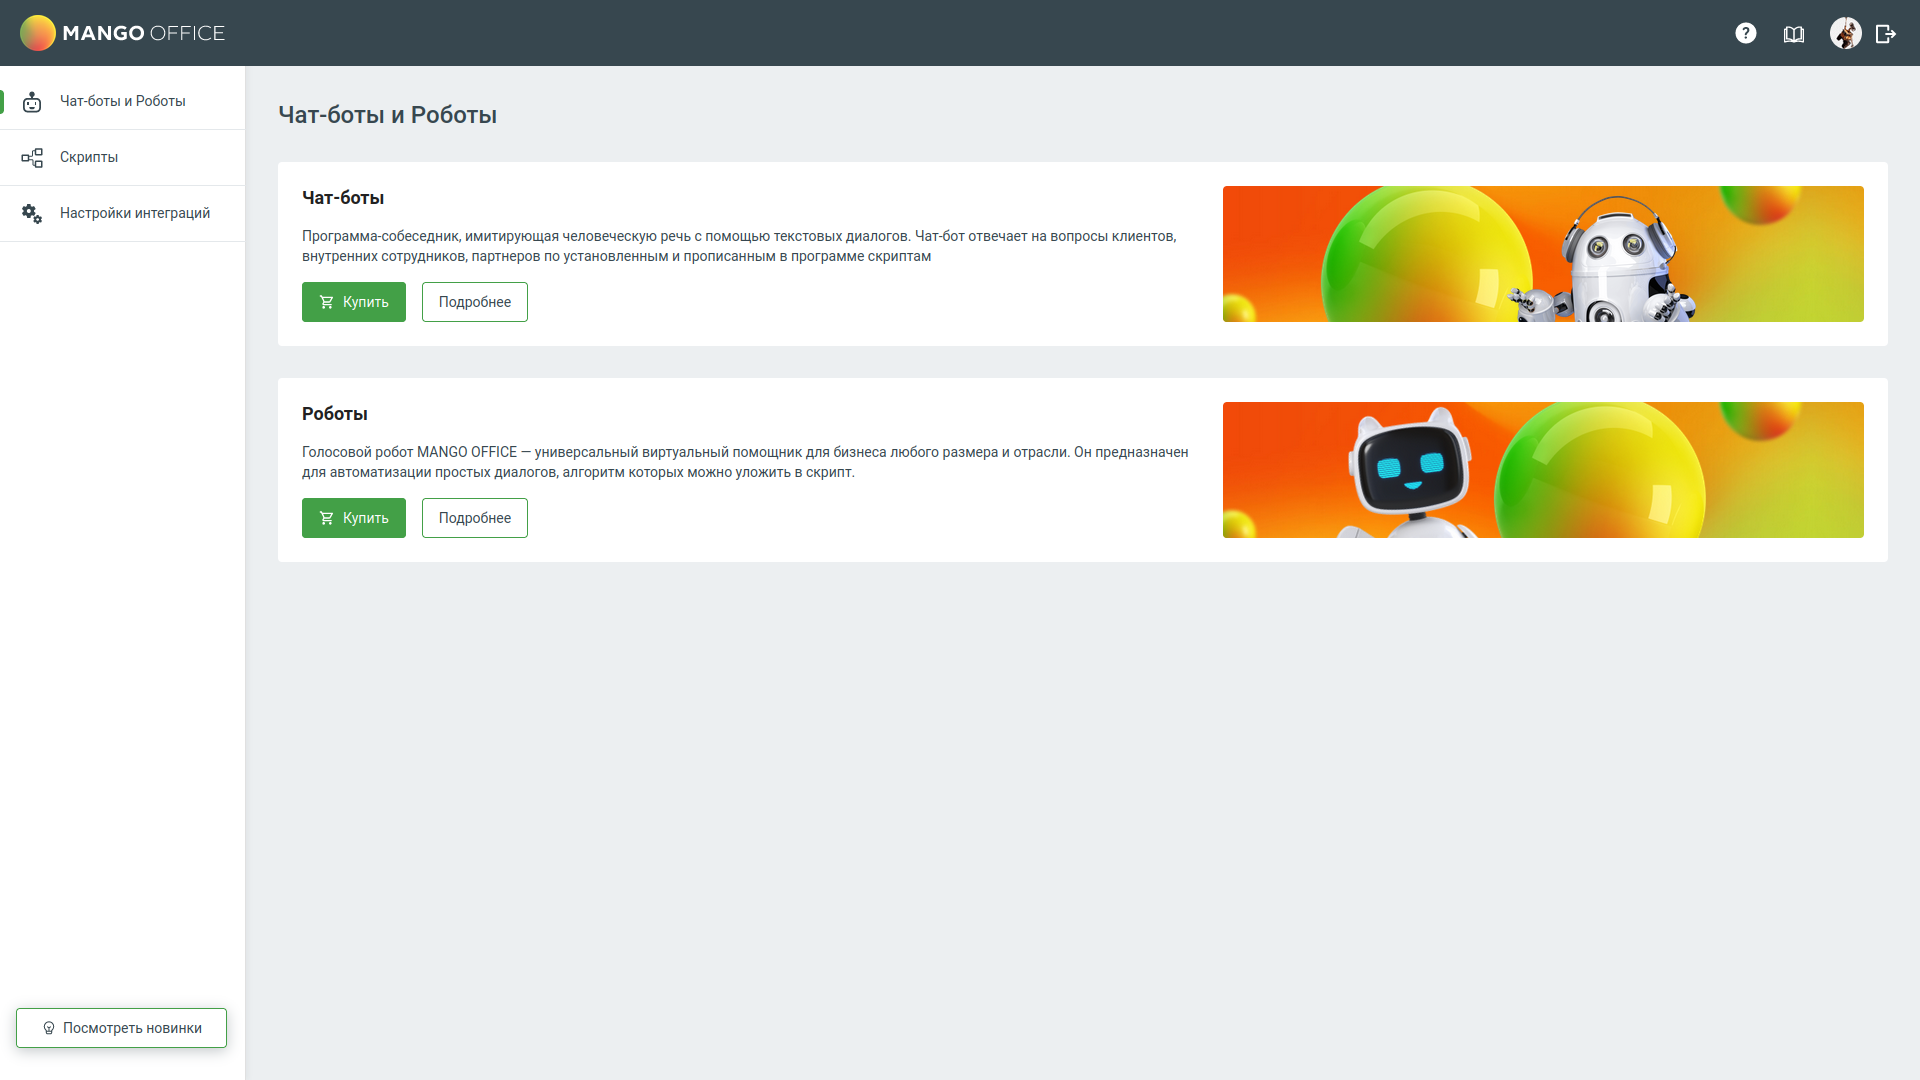 MANGO OFFICE
?
Чат-боты и Роботы
Скрипты
Настройки интеграций
Посмотреть новинки
Чат-боты и Роботы
Чат-боты
Программа-собеседник, имитирующая человеческую речь с помощью текстовых диалогов. Чат-бот отвечает на вопросы клиентов,
внутренних сотрудников, партнеров по установленным и прописанным в программе скриптам
Купить
Подробнее
Роботы
Голосовой робот MANGO OFFICE — универсальный виртуальный помощник для бизнеса любого размера и отрасли. Он предназначен
для автоматизации простых диалогов, алгоритм которых можно уложить в скрипт.
Купить
Подробнее